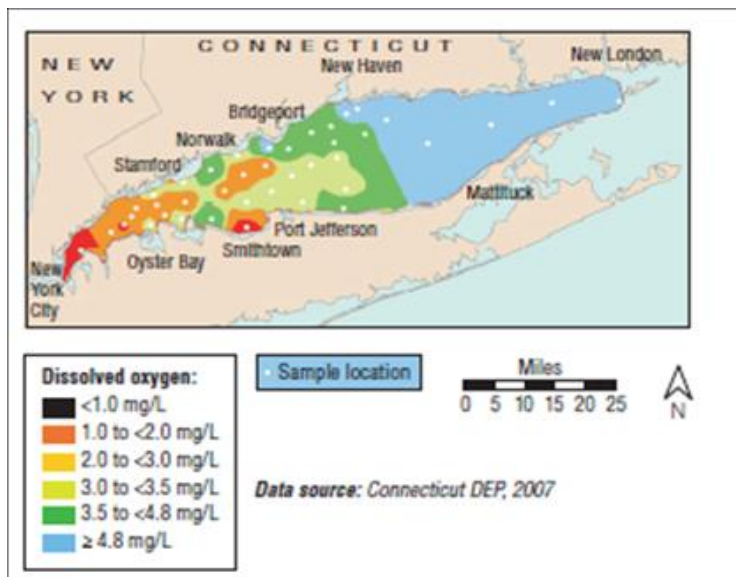 CONNECTICUT
NEW
YORK
New London
New Haven
Bridgeport
Norwalk
Stamford
Mattituck
Port Jefferson
Smithtown
Oyster Bay
New
York
City
Dissolved oxygen:
<1.0 mg/L
1.0 to <2.0 mg/L
2.0 to <3.0 mg/L
3.0 to <3.5 mg/L
3.5 to <4.8 mg/L
≥ 4.8 mg/L
Sample location
Miles
0 5 10 15 20 25
N
Data source: Connecticut DEP, 2007